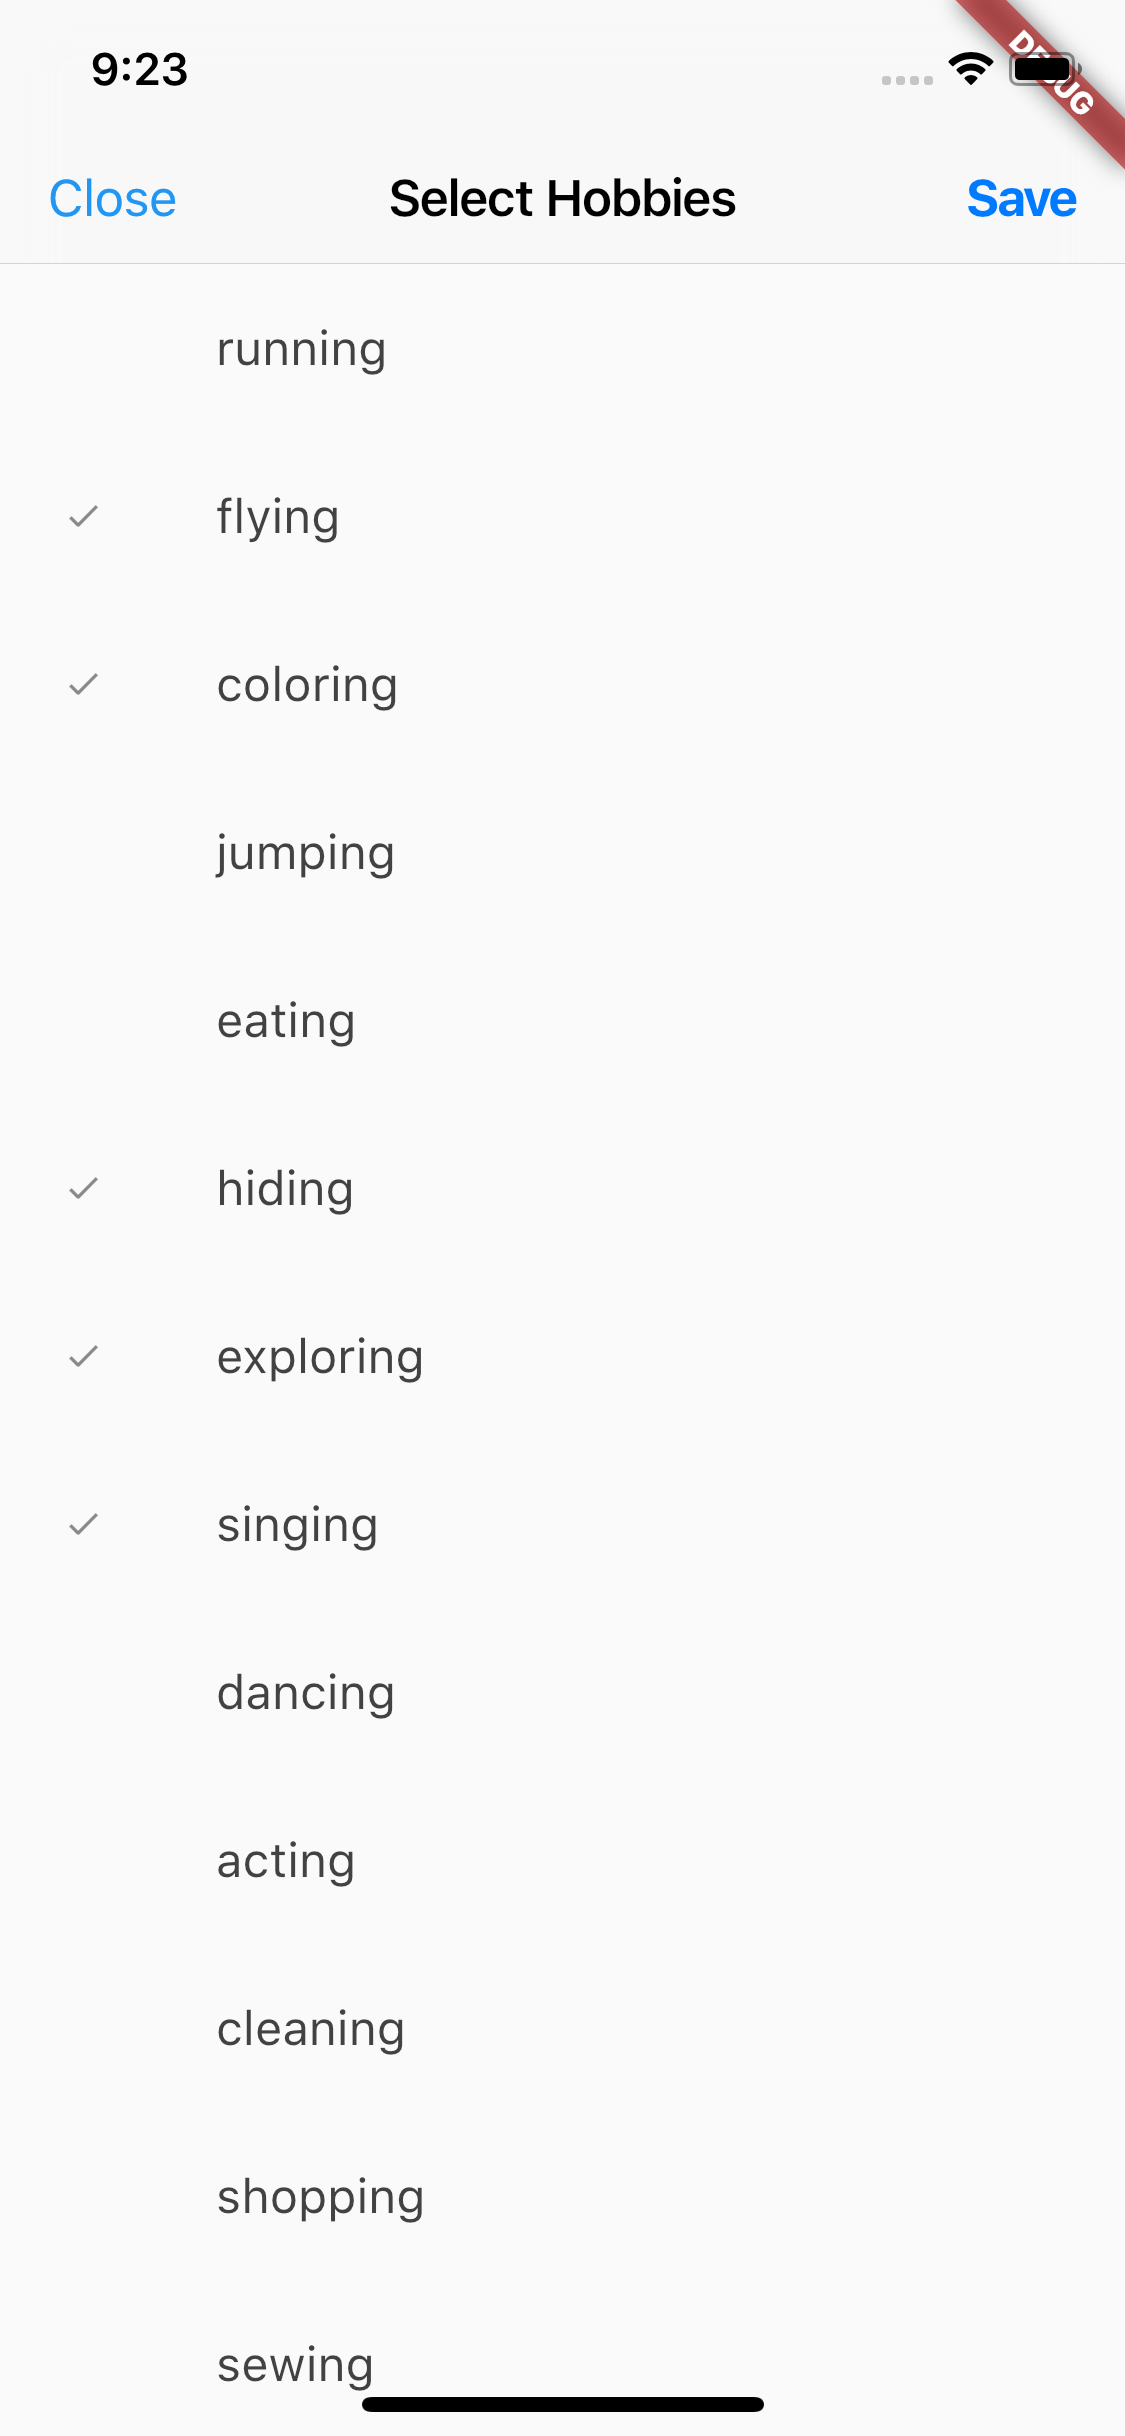 9:23
DEBUG
Close Select Hobbies Save
running
flying
coloring
jumping
eating
hiding
exploring
singing
dancing
acting
cleaning
shopping
sewing